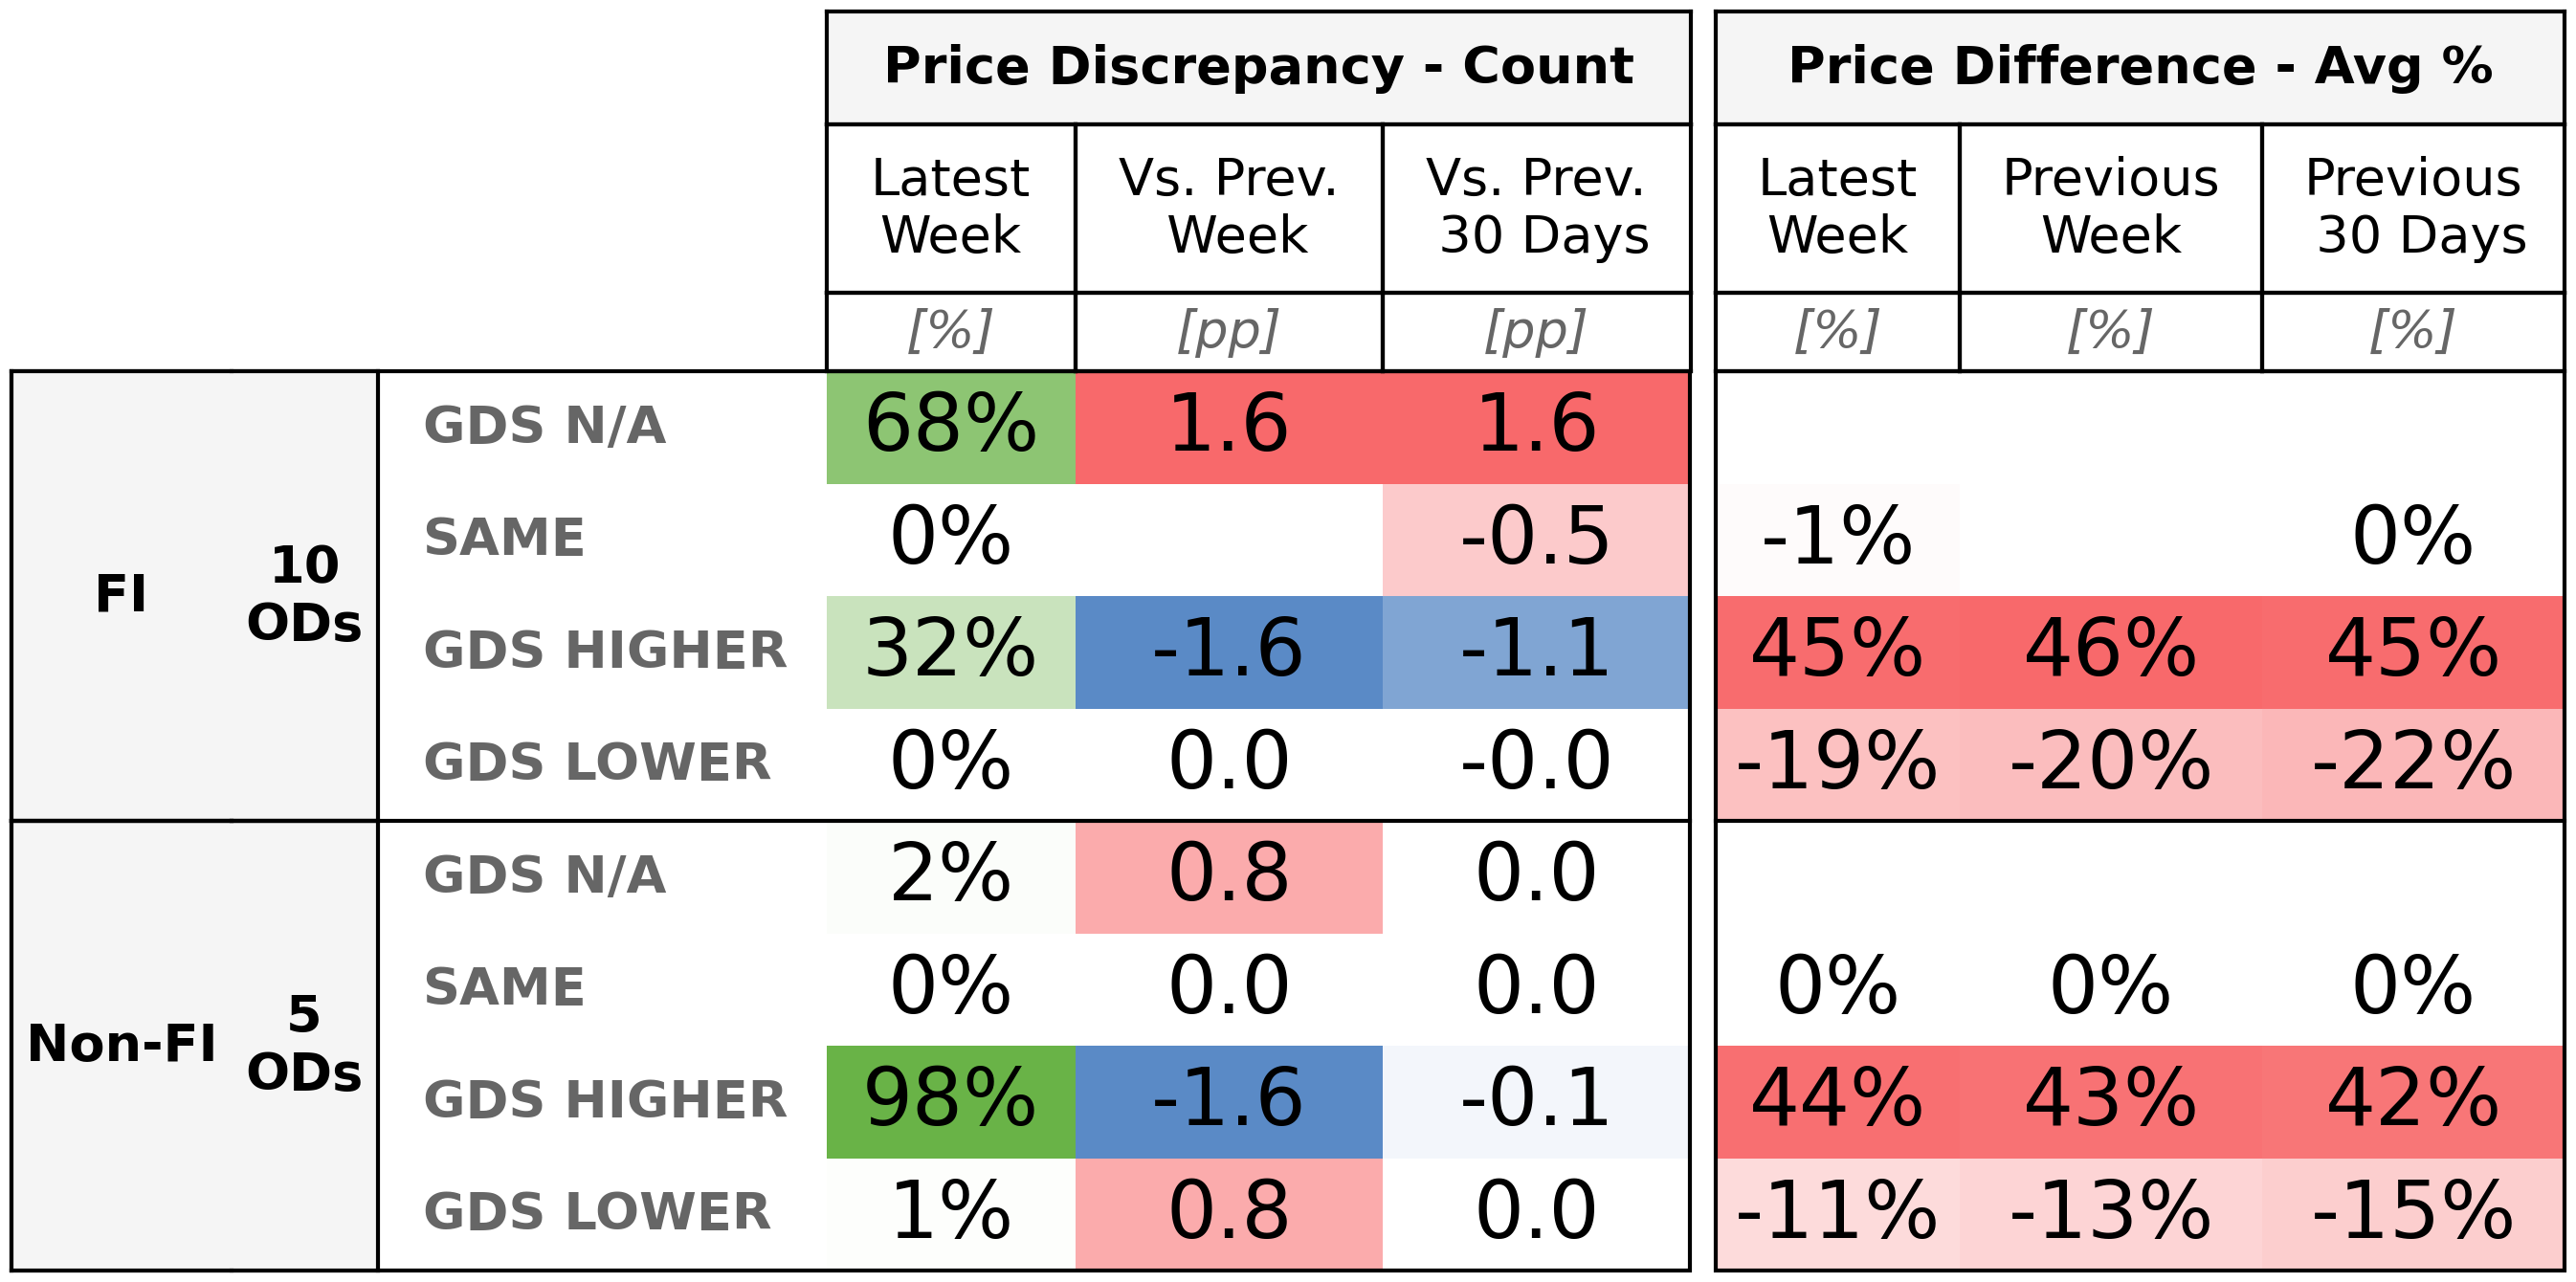 Price Discrepancy - Count Price Difference - Avg %
Latest Week Vs. Prev. Week Vs. Prev. 30 Days Latest Week Previous Week Previous 30 Days
[%] [pp] [pp] [%] [%] [%]
FI 10 ODs
GDS N/A 68% 1.6 1.6
SAME 0% -0.5 -1% 0%
GDS HIGHER 32% -1.6 -1.1 45% 46% 45%
GDS LOWER 0% 0.0 -0.0 -19% -20% -22%
Non-FI 5 ODs
GDS N/A 2% 0.8 0.0
SAME 0% 0.0 0.0 0% 0% 0%
GDS HIGHER 98% -1.6 -0.1 44% 43% 42%
GDS LOWER 1% 0.8 0.0 -11% -13% -15%